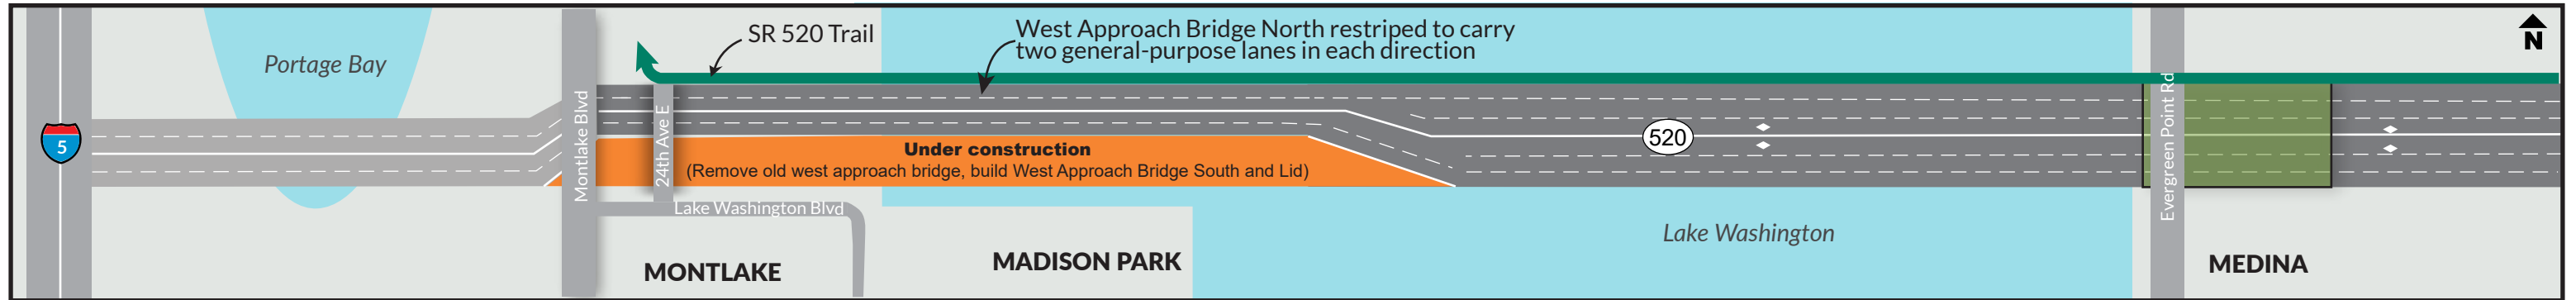 Portage Bay
SR 520 Trail
West Approach Bridge North restriped to carry
two general-purpose lanes in each direction
N
5
Montlake Blvd
24th Ave E
Under construction
(Remove old west approach bridge, build West Approach Bridge South and Lid)
520
Evergreen Point Rd
Lake Washington Blvd
Lake Washington
MONTLAKE
MADISON PARK
MEDINA